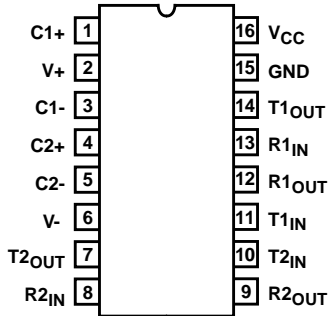 C1+ 1 16 VCC
V+ 2 15 GND
C1- 3 14 T1OUT
C2+ 4 13 R1IN
C2- 5 12 R1OUT
V- 6 11 T1IN
T2OUT 7 10 T2IN
R2IN 8 9 R2OUT